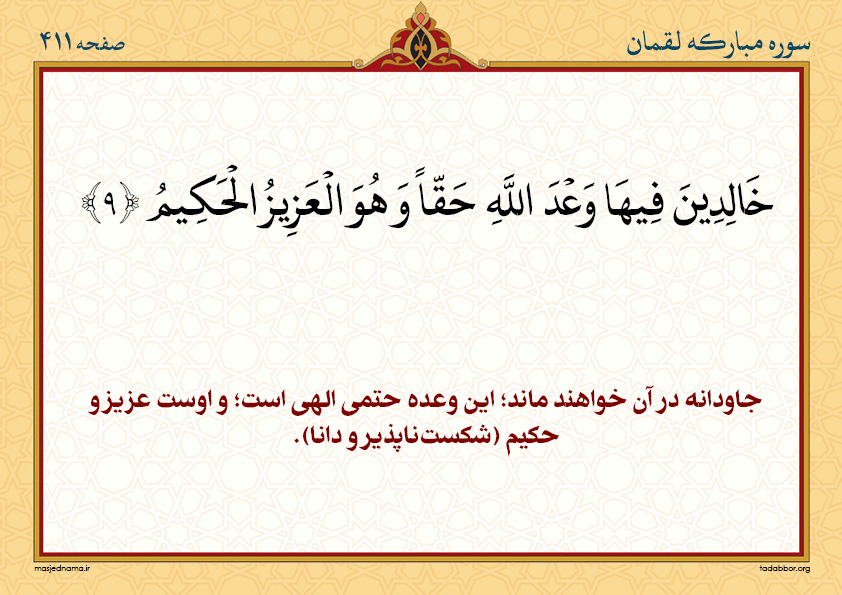 سوره مبارکه لقمان
صفحه ۴۱۱
خَالِدِينَ فِيهَا وَعْدَ اللَّهِ حَقّاً وَ هُوَ الْعَزِيزُ الْحَكِيمُ ﴿۹﴾
جاودانه در آن خواهند ماند؛ این وعده حتمی الهی است؛ و اوست عزیز و
حکیم (شکست‌ناپذیر و دانا).
masjednama.ir
tadabbor.org